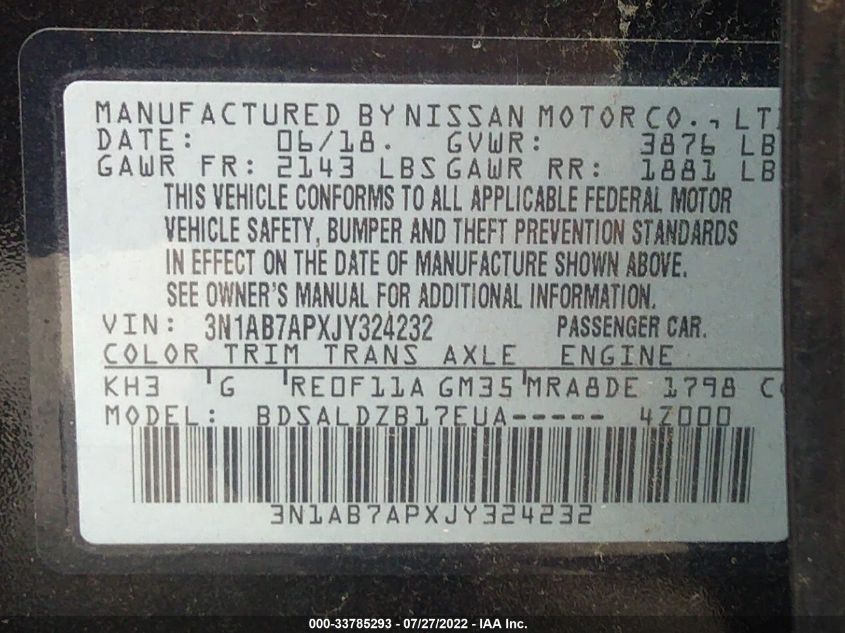 MANUFACTURED BY NISSAN MOTOR CO., LT
DATE: 06/18. GVWR: 3876 LB
GAWR FR: 2143 LBS GAWR RR: 1881 LB
THIS VEHICLE CONFORMS TO ALL APPLICABLE FEDERAL MOTOR
VEHICLE SAFETY, BUMPER AND THEFT PREVENTION STANDARDS
IN EFFECT ON THE DATE OF MANUFACTURE SHOWN ABOVE.
SEE OWNER'S MANUAL FOR ADDITIONAL INFORMATION.
VIN: 3N1AB7APXJY324232 PASSENGER CAR.
COLOR TRIM TRANS AXLE ENGINE
KH3 G RE0F11A GM35 MRA8DE 1798 C
MODEL: BDSALDZB17EUA----- 4Z000
3N1AB7APXJY324232
000-33785293 - 07/27/2022 - IAA Inc.